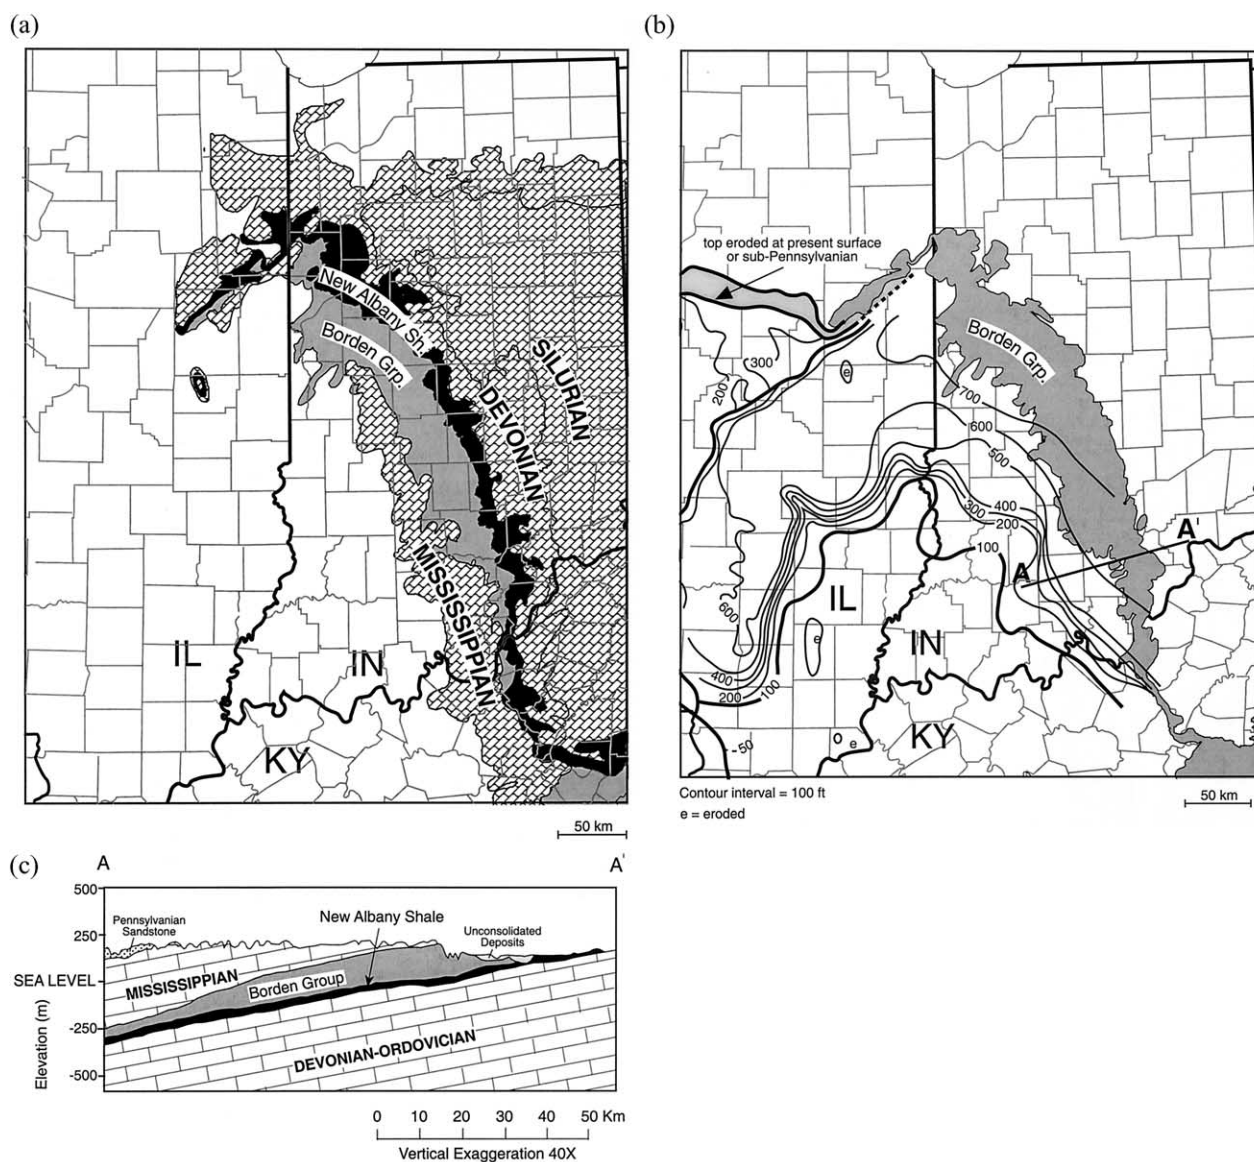 (a)
New Albany Sh.
Borden Grp.
SILURIAN
DEVONIAN
MISSISSIPPIAN
IL
IN
KY
50 km
(b)
top eroded at present surface
or sub-Pennsylvanian
Borden
Grp.
300
200
e
700
600
500
400
300
200
100
A
A'
600
IL
e
IN
400
200
100
50
e
KY
Contour interval = 100 ft
e = eroded
50 km
(c)
A
A'
500
250
SEA LEVEL
-250
-500
Elevation (m)
Pennsylvanian
Sandstone
New Albany Shale
Unconsolidated
Deposits
MISSISSIPPIAN
Borden Group
DEVONIAN-ORDOVICIAN
0 10 20 30 40 50 Km
Vertical Exaggeration 40X